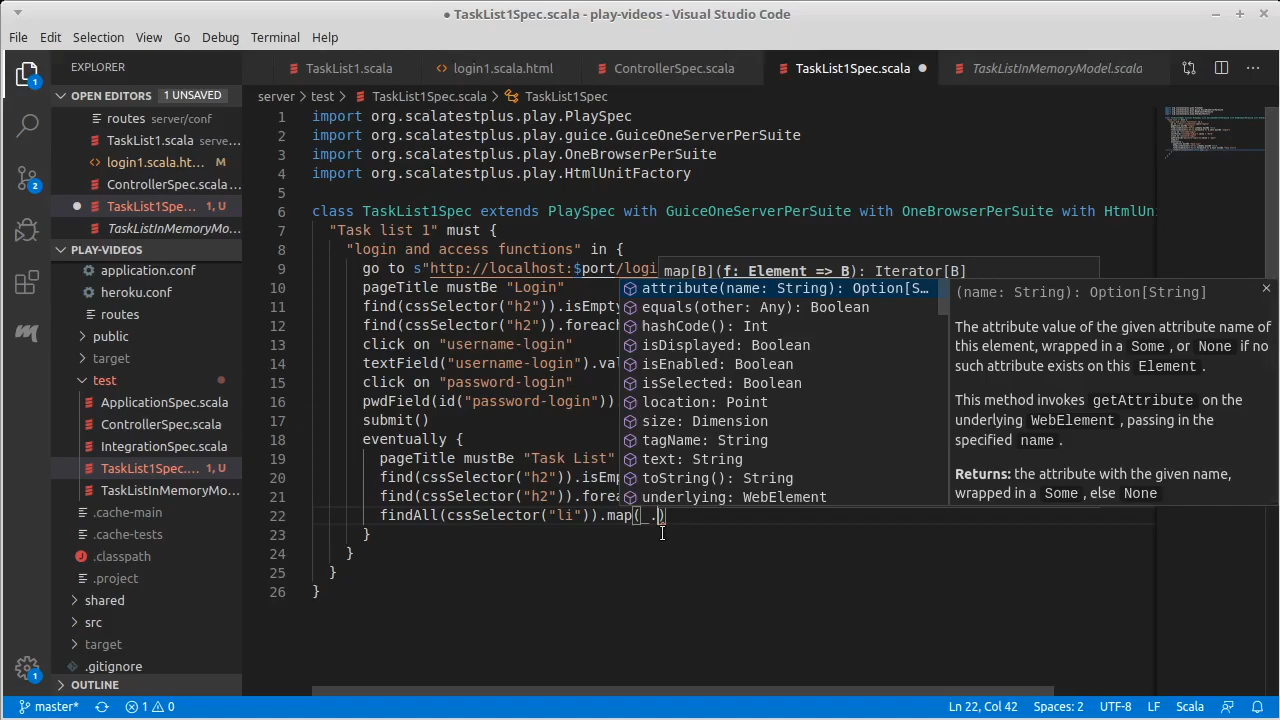 ● TaskList1Spec.scala - play-videos - Visual Studio Code
File Edit Selection View Go Debug Terminal Help
EXPLORER
TaskList1.scala
login1.scala.html
ControllerSpec.scala
TaskList1Spec.scala
TaskListInMemoryModel.scala
OPEN EDITORS 1 UNSAVED
routes server/conf
TaskList1.scala serve...
login1.scala.ht... M
ControllerSpec.scala...
TaskList1Spe... 1, U
TaskListInMemoryMo...
PLAY-VIDEOS
application.conf
heroku.conf
routes
public
target
test
ApplicationSpec.scala
ControllerSpec.scala
IntegrationSpec.scala
TaskList1Spec.... 1, U
TaskListInMemoryMo...
.cache-main
.cache-tests
.classpath
.project
shared
src
target
.gitignore
OUTLINE
server > test > TaskList1Spec.scala > TaskList1Spec
1 import org.scalatestplus.play.PlaySpec
2 import org.scalatestplus.play.guice.GuiceOneServerPerSuite
3 import org.scalatestplus.play.OneBrowserPerSuite
4 import org.scalatestplus.play.HtmlUnitFactory
5
6 class TaskList1Spec extends PlaySpec with GuiceOneServerPerSuite with OneBrowserPerSuite with HtmlUni
7 "Task list 1" must {
8 "login and access functions" in {
9 go to s"http://localhost:$port/logi
10 pageTitle mustBe "Login"
11 find(cssSelector("h2")).isEmpt
12 find(cssSelector("h2")).foreach
13 click on "username-login"
14 textField("username-login").val
15 click on "password-login"
16 pwdField(id("password-login"))
17 submit()
18 eventually {
19 pageTitle mustBe "Task List"
20 find(cssSelector("h2")).isEmp
21 find(cssSelector("h2")).forea
22 findAll(cssSelector("li")).map(_.)
23 }
24 }
25 }
26 }
map[B](f: Element => B): Iterator[B]
attribute(name: String): Option[S...
equals(other: Any): Boolean
hashCode(): Int
isDisplayed: Boolean
isEnabled: Boolean
isSelected: Boolean
location: Point
size: Dimension
tagName: String
text: String
toString(): String
underlying: WebElement
(name: String): Option[String]
The attribute value of the given attribute name of
this element, wrapped in a Some, or None if no
such attribute exists on this Element.
This method invokes getAttribute on the
underlying WebElement, passing in the
specified name.
Returns: the attribute with the given name,
wrapped in a Some, else None
1
2
1
master* 1 0 Ln 22, Col 42 Spaces: 2 UTF-8 LF Scala